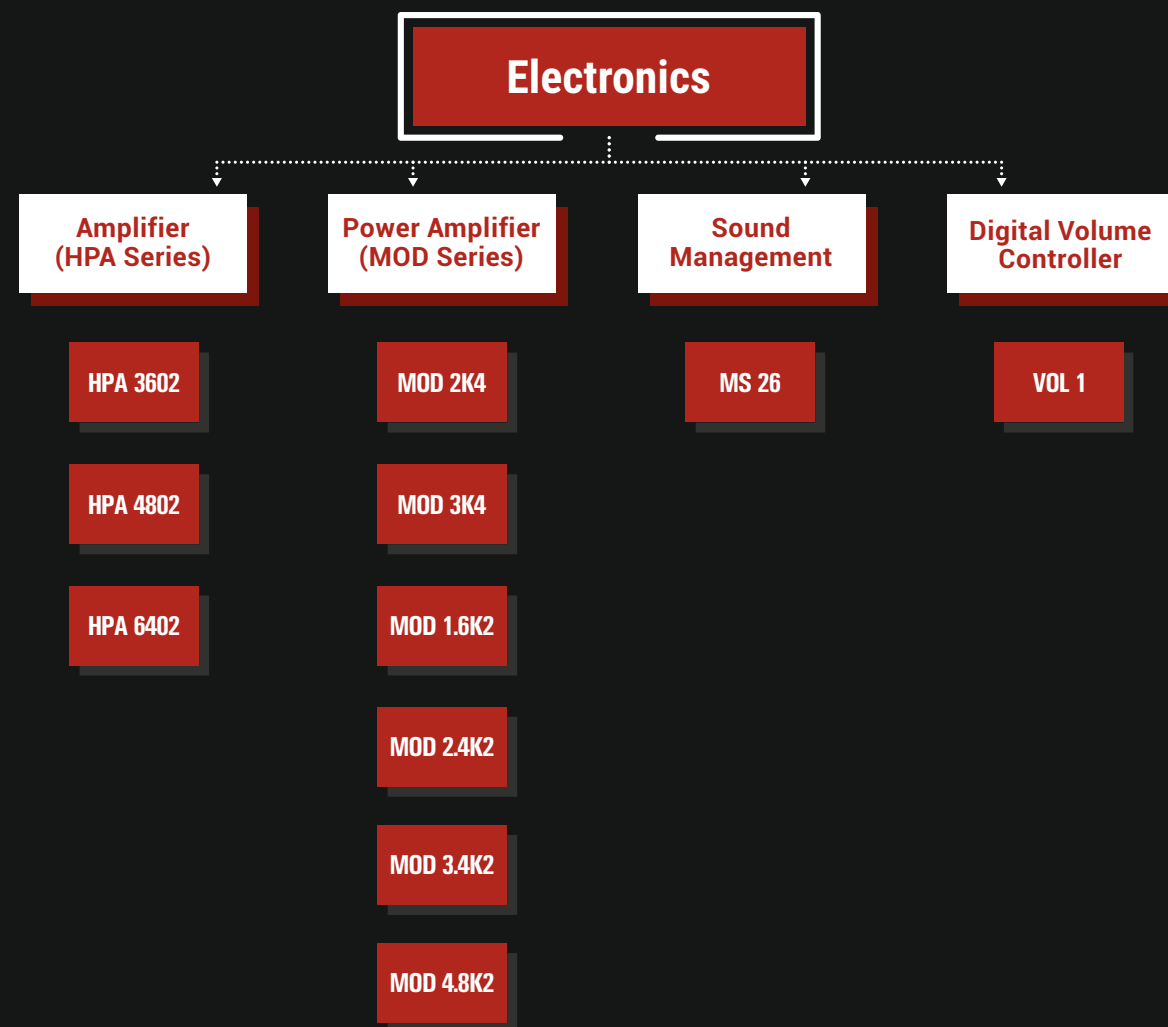 Electronics
Amplifier
(HPA Series)
Power Amplifier
(MOD Series)
Sound
Management
Digital Volume
Controller
HPA 3602
MOD 2K4
MS 26
VOL 1
HPA 4802
MOD 3K4
HPA 6402
MOD 1.6K2
MOD 2.4K2
MOD 3.4K2
MOD 4.8K2